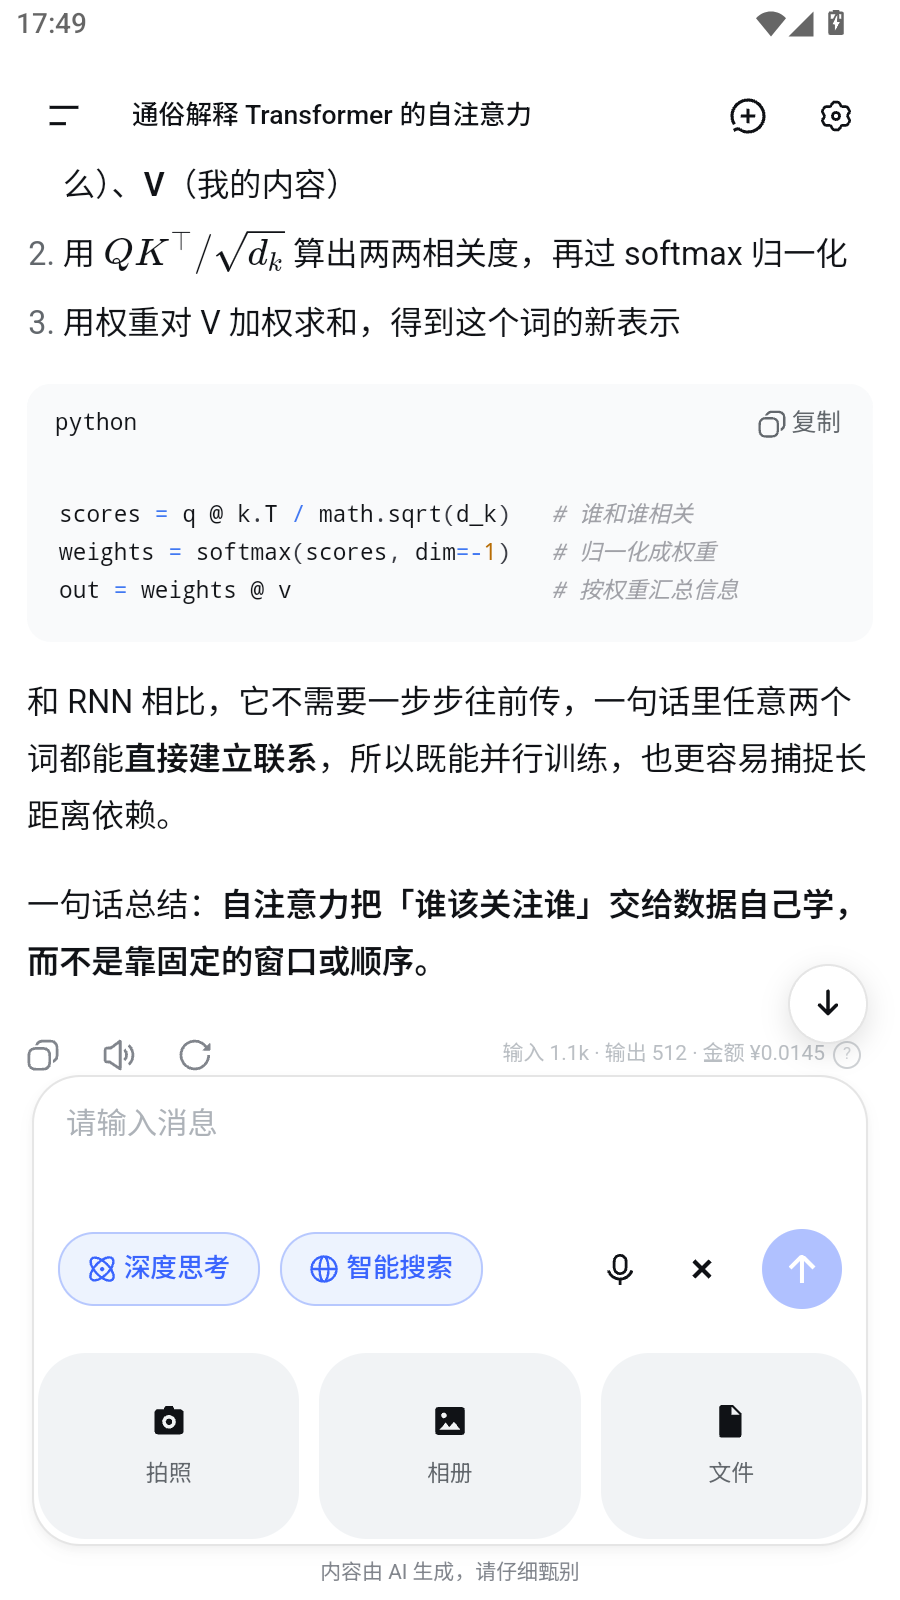 17:49
通俗解释 Transformer 的自注意力
么）、V（我的内容）
2. 用 QK⊤/√dₖ 算出两两相关度，再过 softmax 归一化
3. 用权重对 V 加权求和，得到这个词的新表示
python
复制
scores = q @ k.T / math.sqrt(d_k)   # 谁和谁相关
weights = softmax(scores, dim=-1)   # 归一化成权重
out = weights @ v                   # 按权重汇总信息
和 RNN 相比，它不需要一步步往前传，一句话里任意两个
词都能直接建立联系，所以既能并行训练，也更容易捕捉长
距离依赖。
一句话总结：自注意力把「谁该关注谁」交给数据自己学，
而不是靠固定的窗口或顺序。
输入 1.1k · 输出 512 · 金额 ¥0.0145 ?
请输入消息
深度思考 智能搜索
拍照 相册 文件
内容由 AI 生成，请仔细甄别